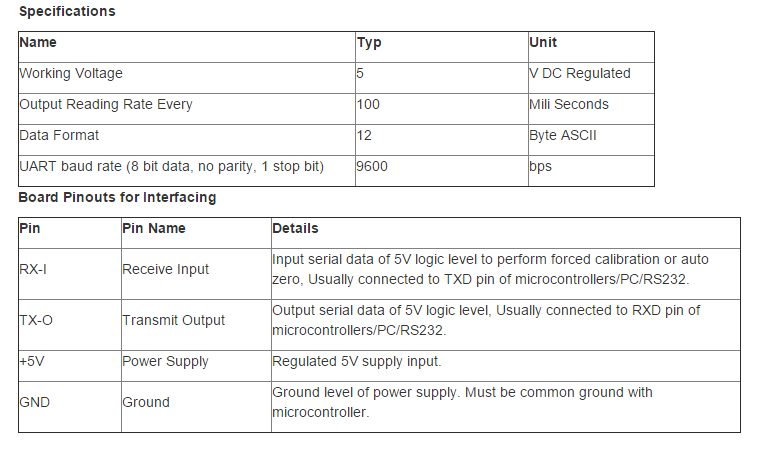 Specifications
Name Typ Unit
Working Voltage 5 V DC Regulated
Output Reading Rate Every 100 Mili Seconds
Data Format 12 Byte ASCII
UART baud rate (8 bit data, no parity, 1 stop bit) 9600 bps
Board Pinouts for Interfacing
Pin Pin Name Details
RX-I Receive Input Input serial data of 5V logic level to perform forced calibration or auto
zero, Usually connected to TXD pin of microcontrollers/PC/RS232.
TX-O Transmit Output Output serial data of 5V logic level, Usually connected to RXD pin of
microcontrollers/PC/RS232.
+5V Power Supply Regulated 5V supply input.
GND Ground Ground level of power supply. Must be common ground with
microcontroller.